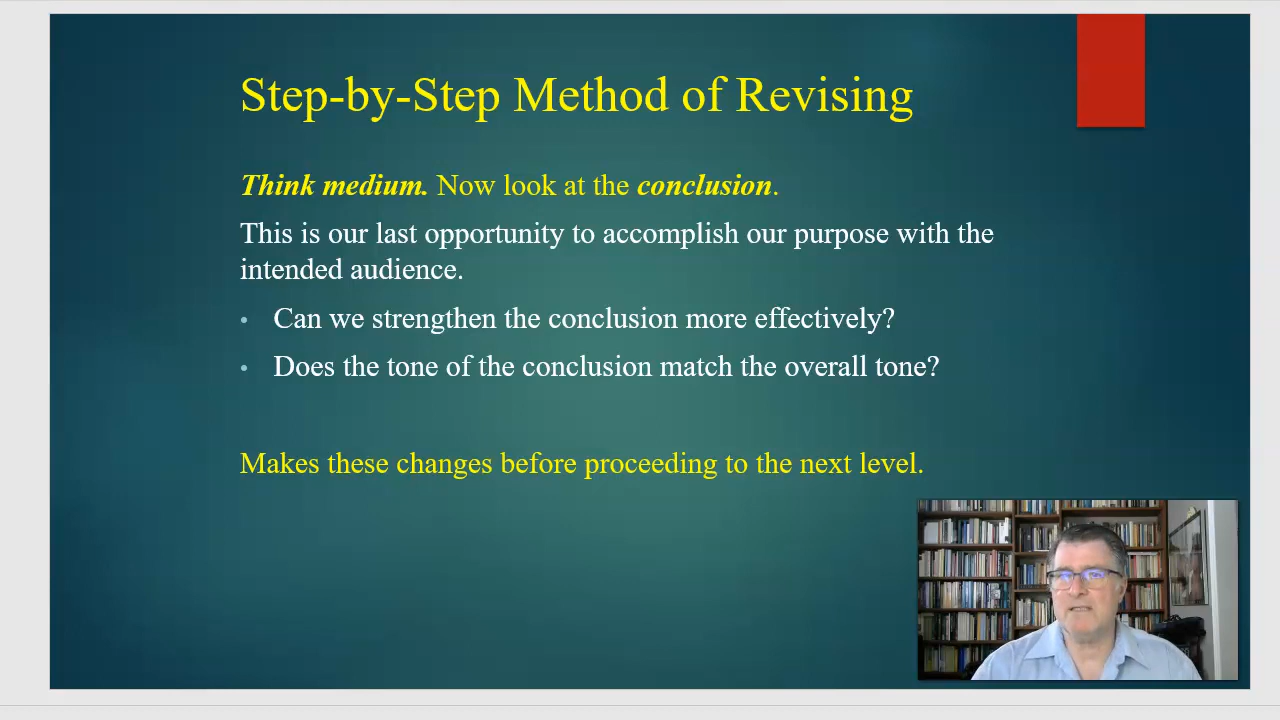 Step-by-Step Method of Revising
Think medium. Now look at the conclusion.
This is our last opportunity to accomplish our purpose with the
intended audience.
• Can we strengthen the conclusion more effectively?
• Does the tone of the conclusion match the overall tone?
Makes these changes before proceeding to the next level.